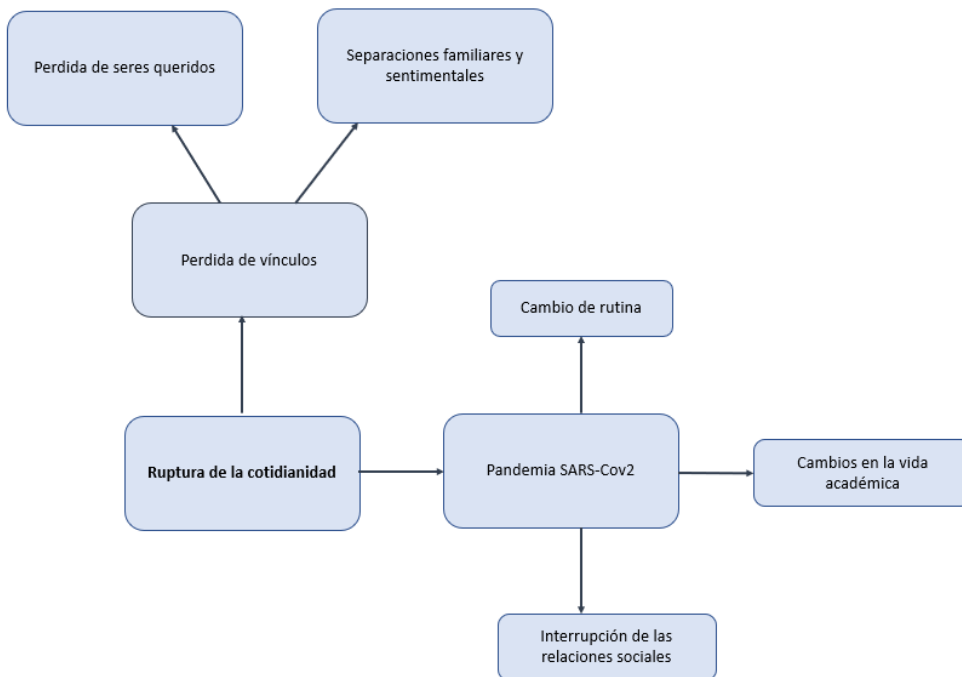 Perdida de seres queridos
Separaciones familiares y
sentimentales
Perdida de vínculos
Cambio de rutina
Ruptura de la cotidianidad
Pandemia SARS-Cov2
Cambios en la vida
académica
Interrupción de las
relaciones sociales